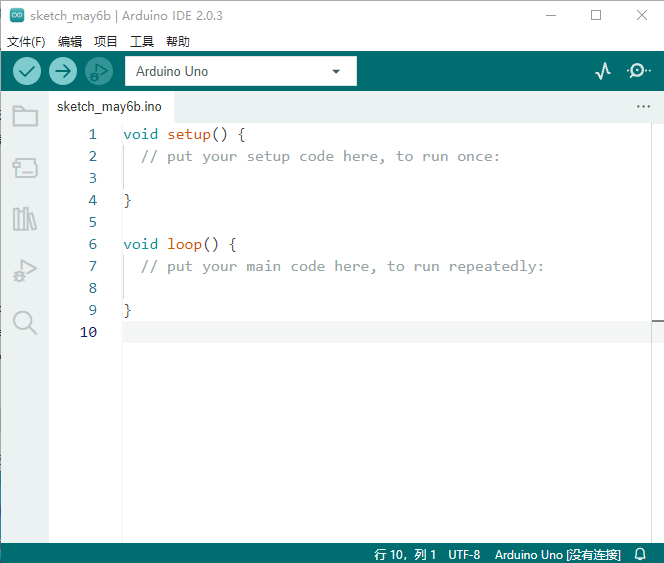 sketch_may6b | Arduino IDE 2.0.3
文件(F) 编辑 项目 工具 帮助
Arduino Uno
sketch_may6b.ino
1 void setup() {
2 // put your setup code here, to run once:
3
4 }
5
6 void loop() {
7 // put your main code here, to run repeatedly:
8
9 }
10
行 10，列 1 UTF-8 Arduino Uno [没有连接]